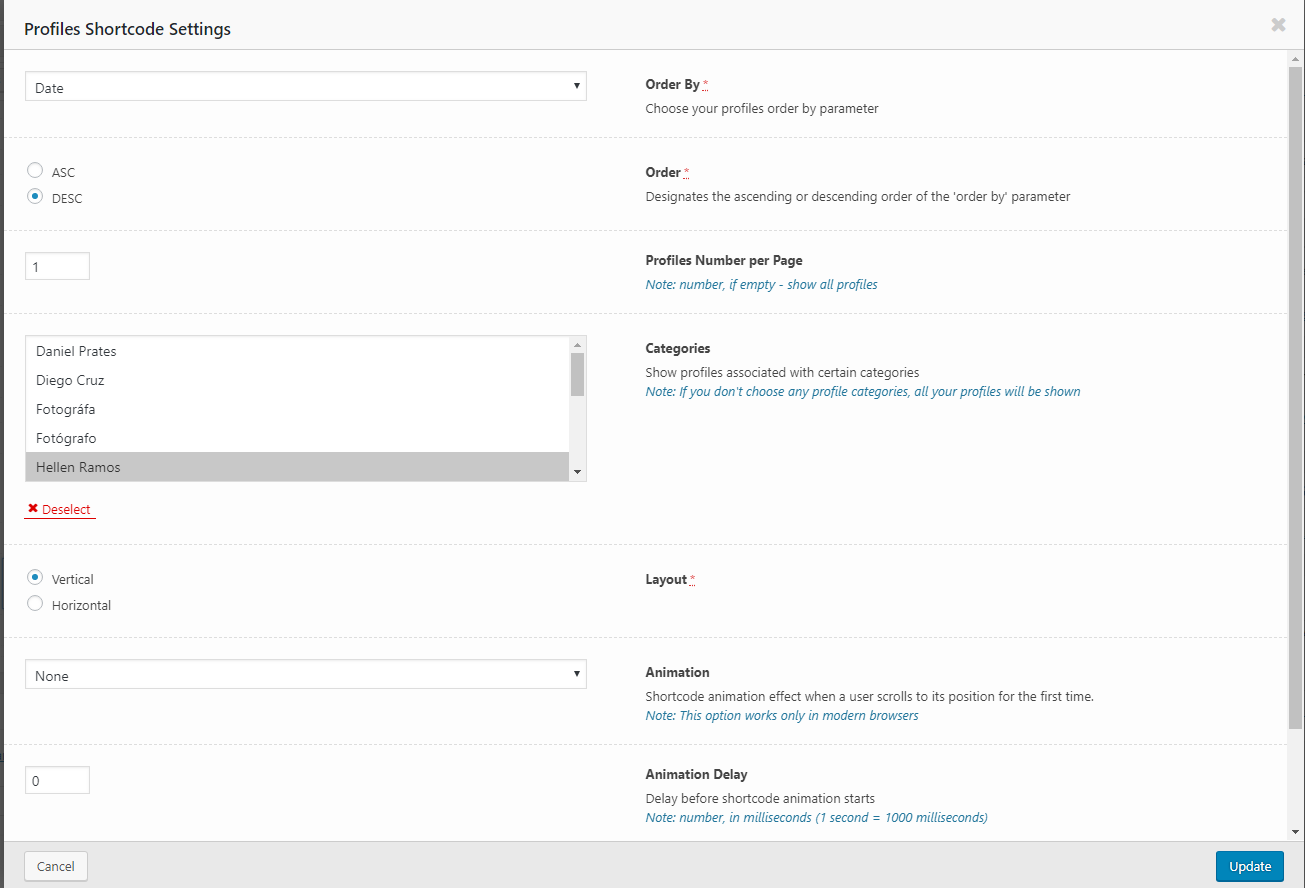 Profiles Shortcode Settings
Date
Order By *
Choose your profiles order by parameter
ASC
DESC
Order *
Designates the ascending or descending order of the 'order by' parameter
1
Profiles Number per Page
Note: number, if empty - show all profiles
Daniel Prates
Diego Cruz
Fotográfa
Fotógrafo
Hellen Ramos
Deselect
Categories
Show profiles associated with certain categories
Note: If you don't choose any profile categories, all your profiles will be shown
Vertical
Horizontal
Layout *
None
Animation
Shortcode animation effect when a user scrolls to its position for the first time.
Note: This option works only in modern browsers
0
Animation Delay
Delay before shortcode animation starts
Note: number, in milliseconds (1 second = 1000 milliseconds)
Cancel
Update